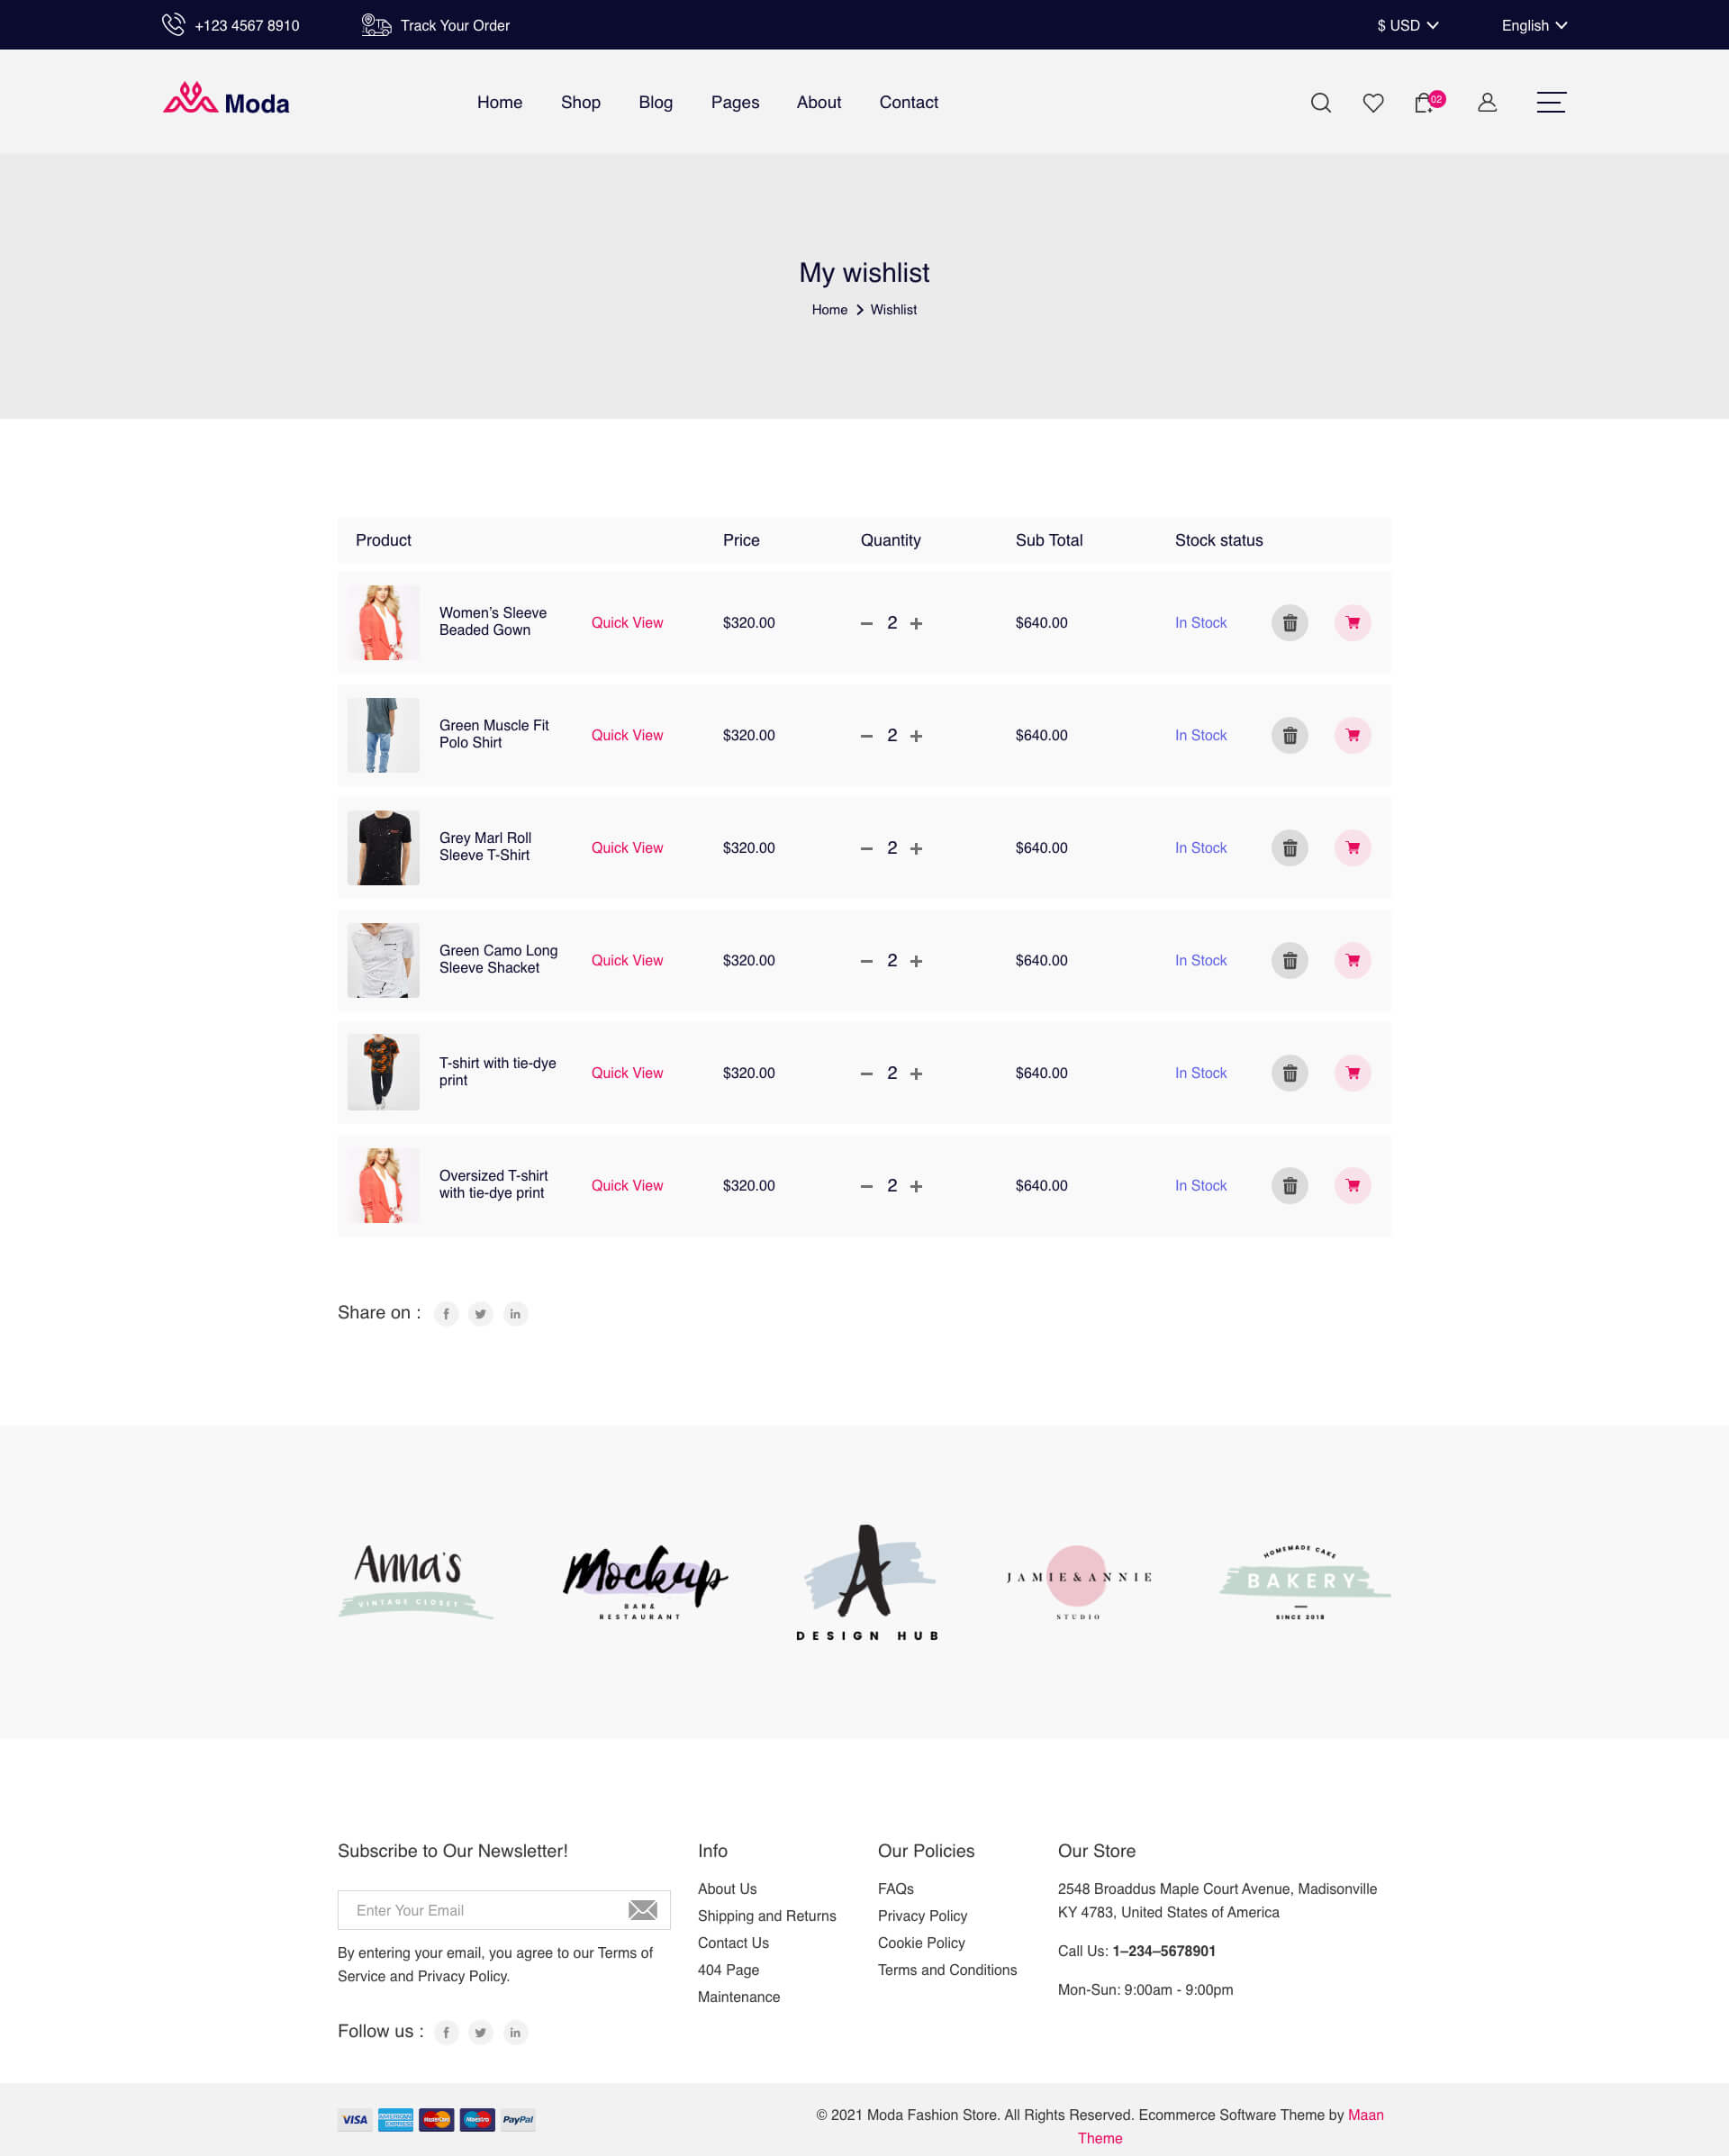 +123 4567 8910
Track Your Order
$ USD
English
Moda
Home
Shop
Blog
Pages
About
Contact
02
My wishlist
Home
Wishlist
Product
Price
Quantity
Sub Total
Stock status
Women’s Sleeve
Beaded Gown
Quick View
$320.00
2
$640.00
In Stock
Green Muscle Fit
Polo Shirt
Quick View
$320.00
2
$640.00
In Stock
Grey Marl Roll
Sleeve T-Shirt
Quick View
$320.00
2
$640.00
In Stock
Green Camo Long
Sleeve Shacket
Quick View
$320.00
2
$640.00
In Stock
T-shirt with tie-dye
print
Quick View
$320.00
2
$640.00
In Stock
Oversized T-shirt
with tie-dye print
Quick View
$320.00
2
$640.00
In Stock
Share on :
Anna's
VINTAGE CLOSET
Mockup
BAR &
RESTAURANT
A
DESIGN HUB
JAMIE & ANNIE
STUDIO
HOMEMADE CAKE
BAKERY
SINCE 2018
Subscribe to Our Newsletter!
Enter Your Email
By entering your email, you agree to our Terms of
Service and Privacy Policy.
Follow us :
Info
About Us
Shipping and Returns
Contact Us
404 Page
Maintenance
Our Policies
FAQs
Privacy Policy
Cookie Policy
Terms and Conditions
Our Store
2548 Broaddus Maple Court Avenue, Madisonville
KY 4783, United States of America
Call Us: 1–234–5678901
Mon-Sun: 9:00am - 9:00pm
VISA
AMERICAN
EXPRESS
MasterCard
Maestro
PayPal
© 2021 Moda Fashion Store. All Rights Reserved. Ecommerce Software Theme by Maan
Theme